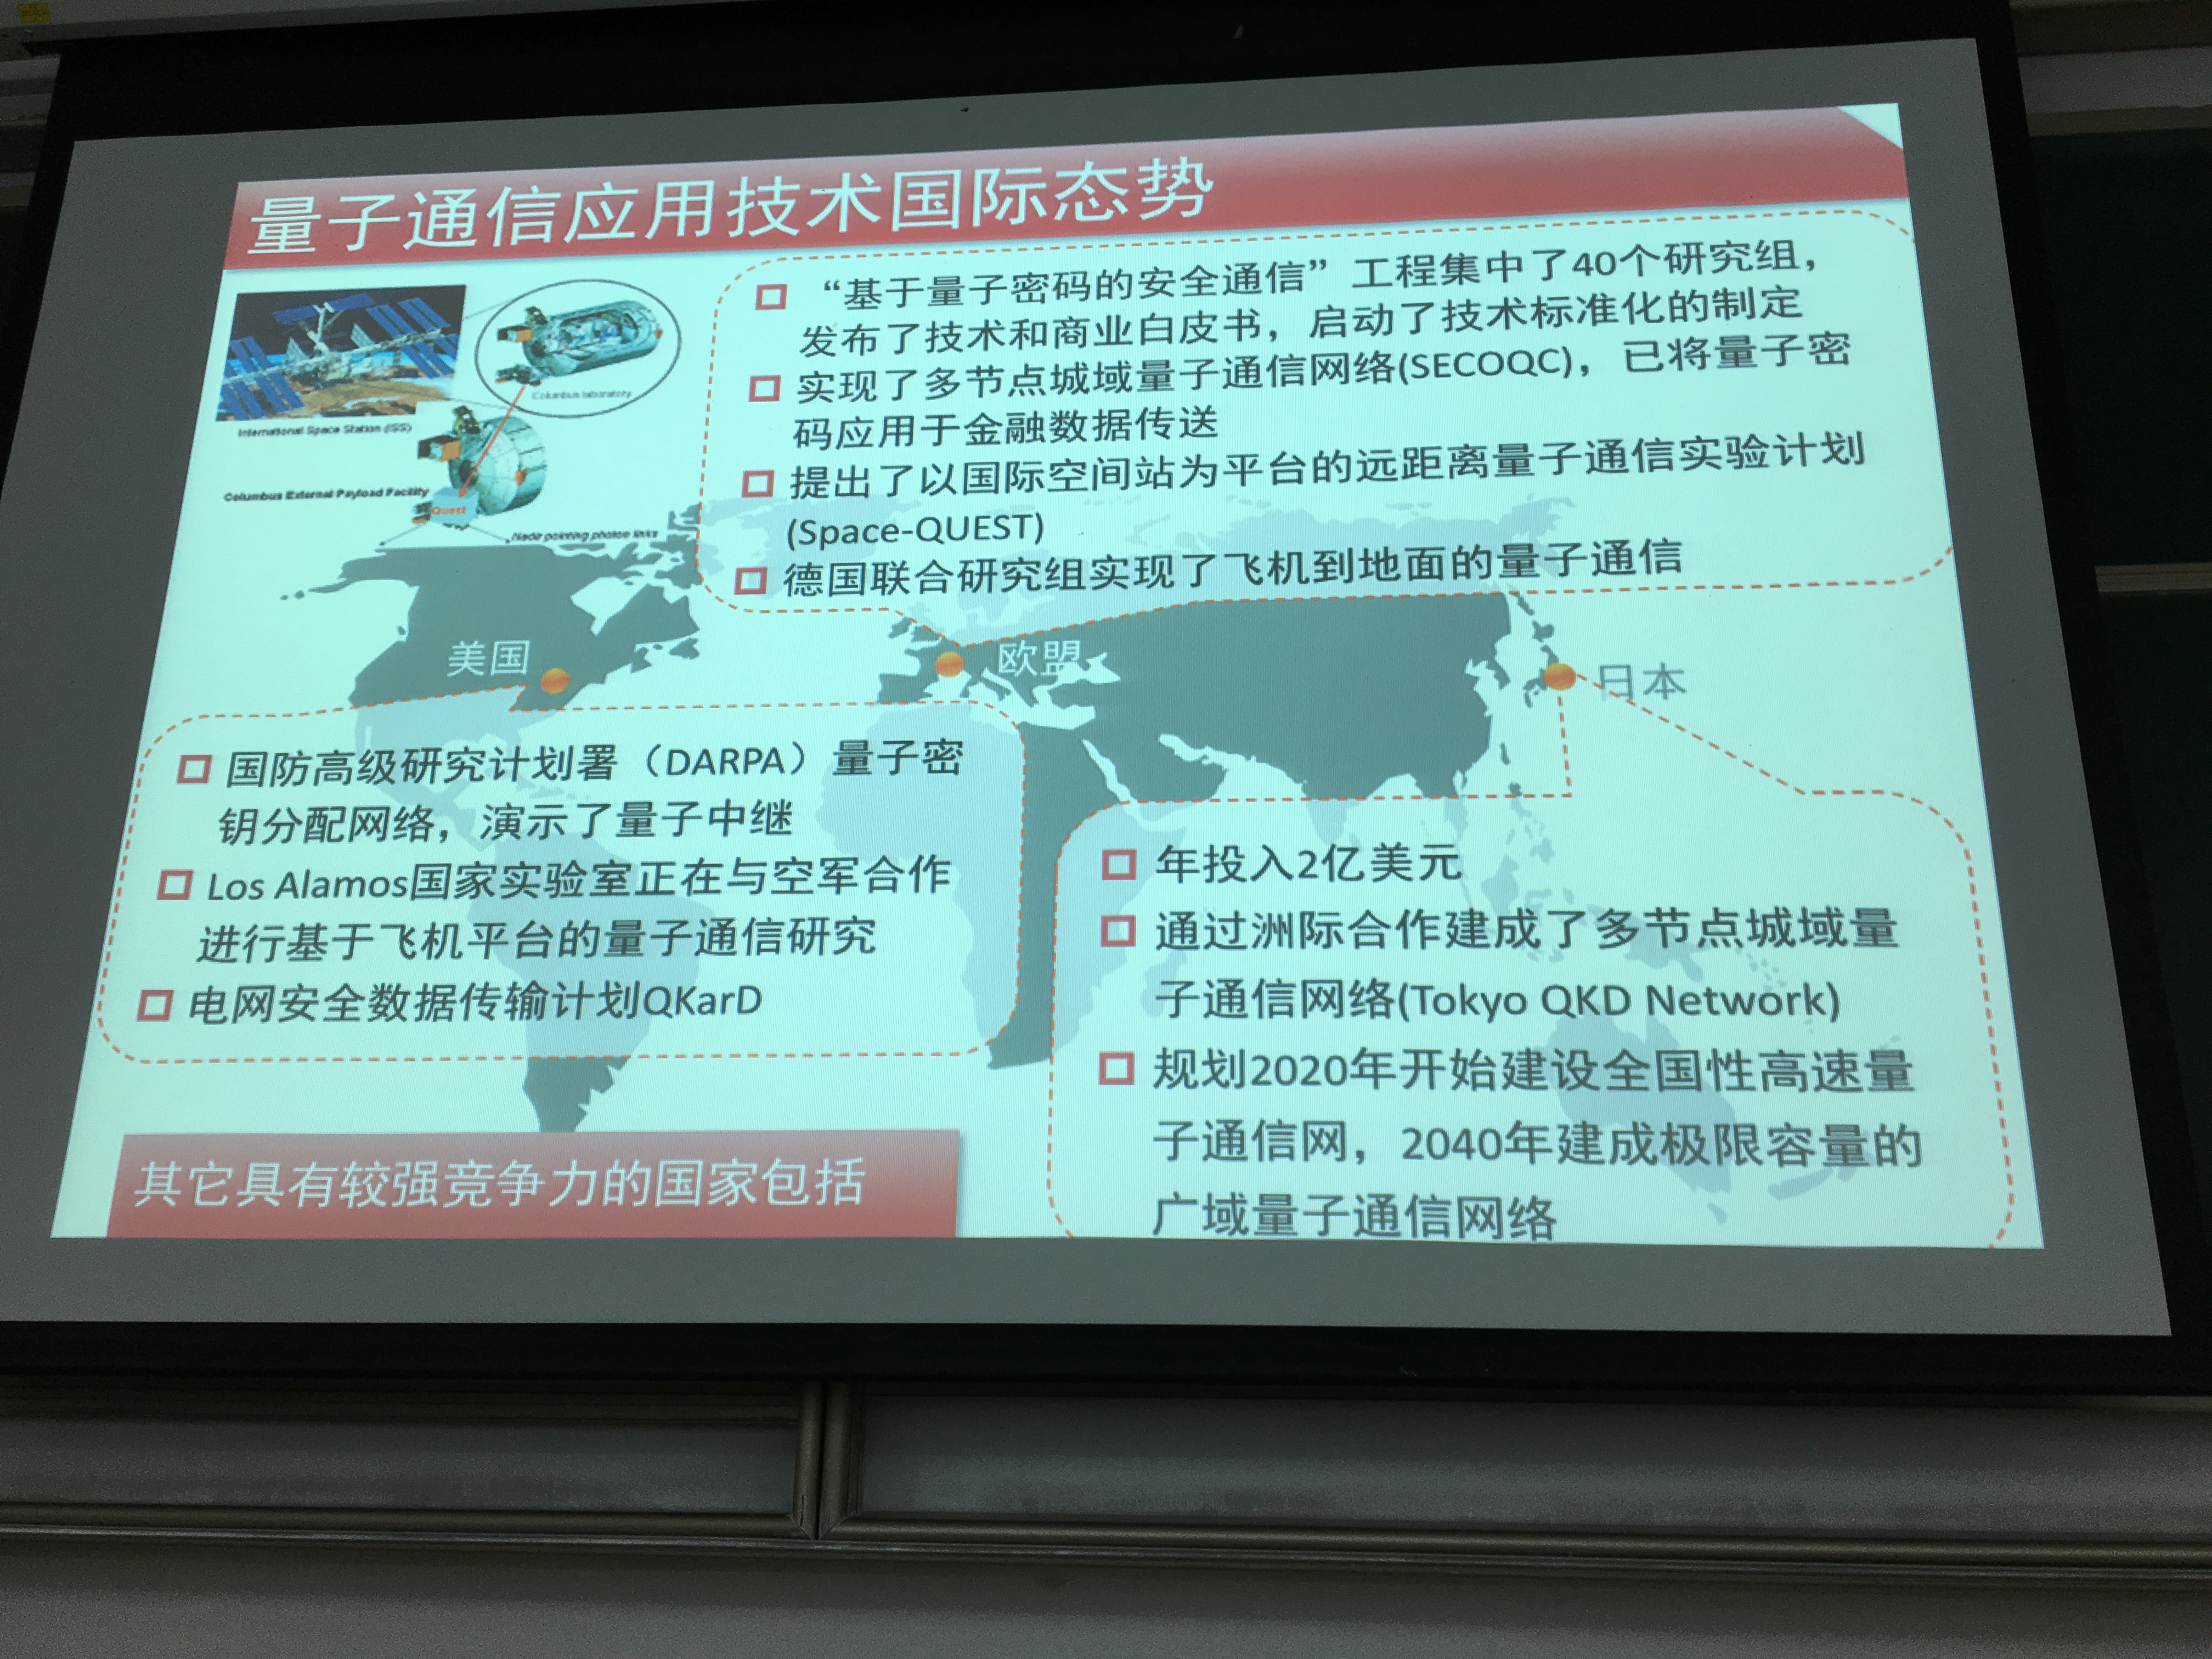 量子通信应用技术国际态势
“基于量子密码的安全通信”工程集中了40个研究组，
发布了技术和商业白皮书，启动了技术标准化的制定
实现了多节点城域量子通信网络(SECOQC)，已将量子密
码应用于金融数据传送
提出了以国际空间站为平台的远距离量子通信实验计划
(Space-QUEST)
德国联合研究组实现了飞机到地面的量子通信
Columbus laboratory
International Space Station (ISS)
Columbus External Payload Facility
Quest
Nadir pointing photon links
美国
欧盟
日本
国防高级研究计划署（DARPA）量子密
钥分配网络，演示了量子中继
Los Alamos国家实验室正在与空军合作
进行基于飞机平台的量子通信研究
电网安全数据传输计划QKarD
年投入2亿美元
通过洲际合作建成了多节点城域量
子通信网络(Tokyo QKD Network)
规划2020年开始建设全国性高速量
子通信网，2040年建成极限容量的
广域量子通信网络
其它具有较强竞争力的国家包括